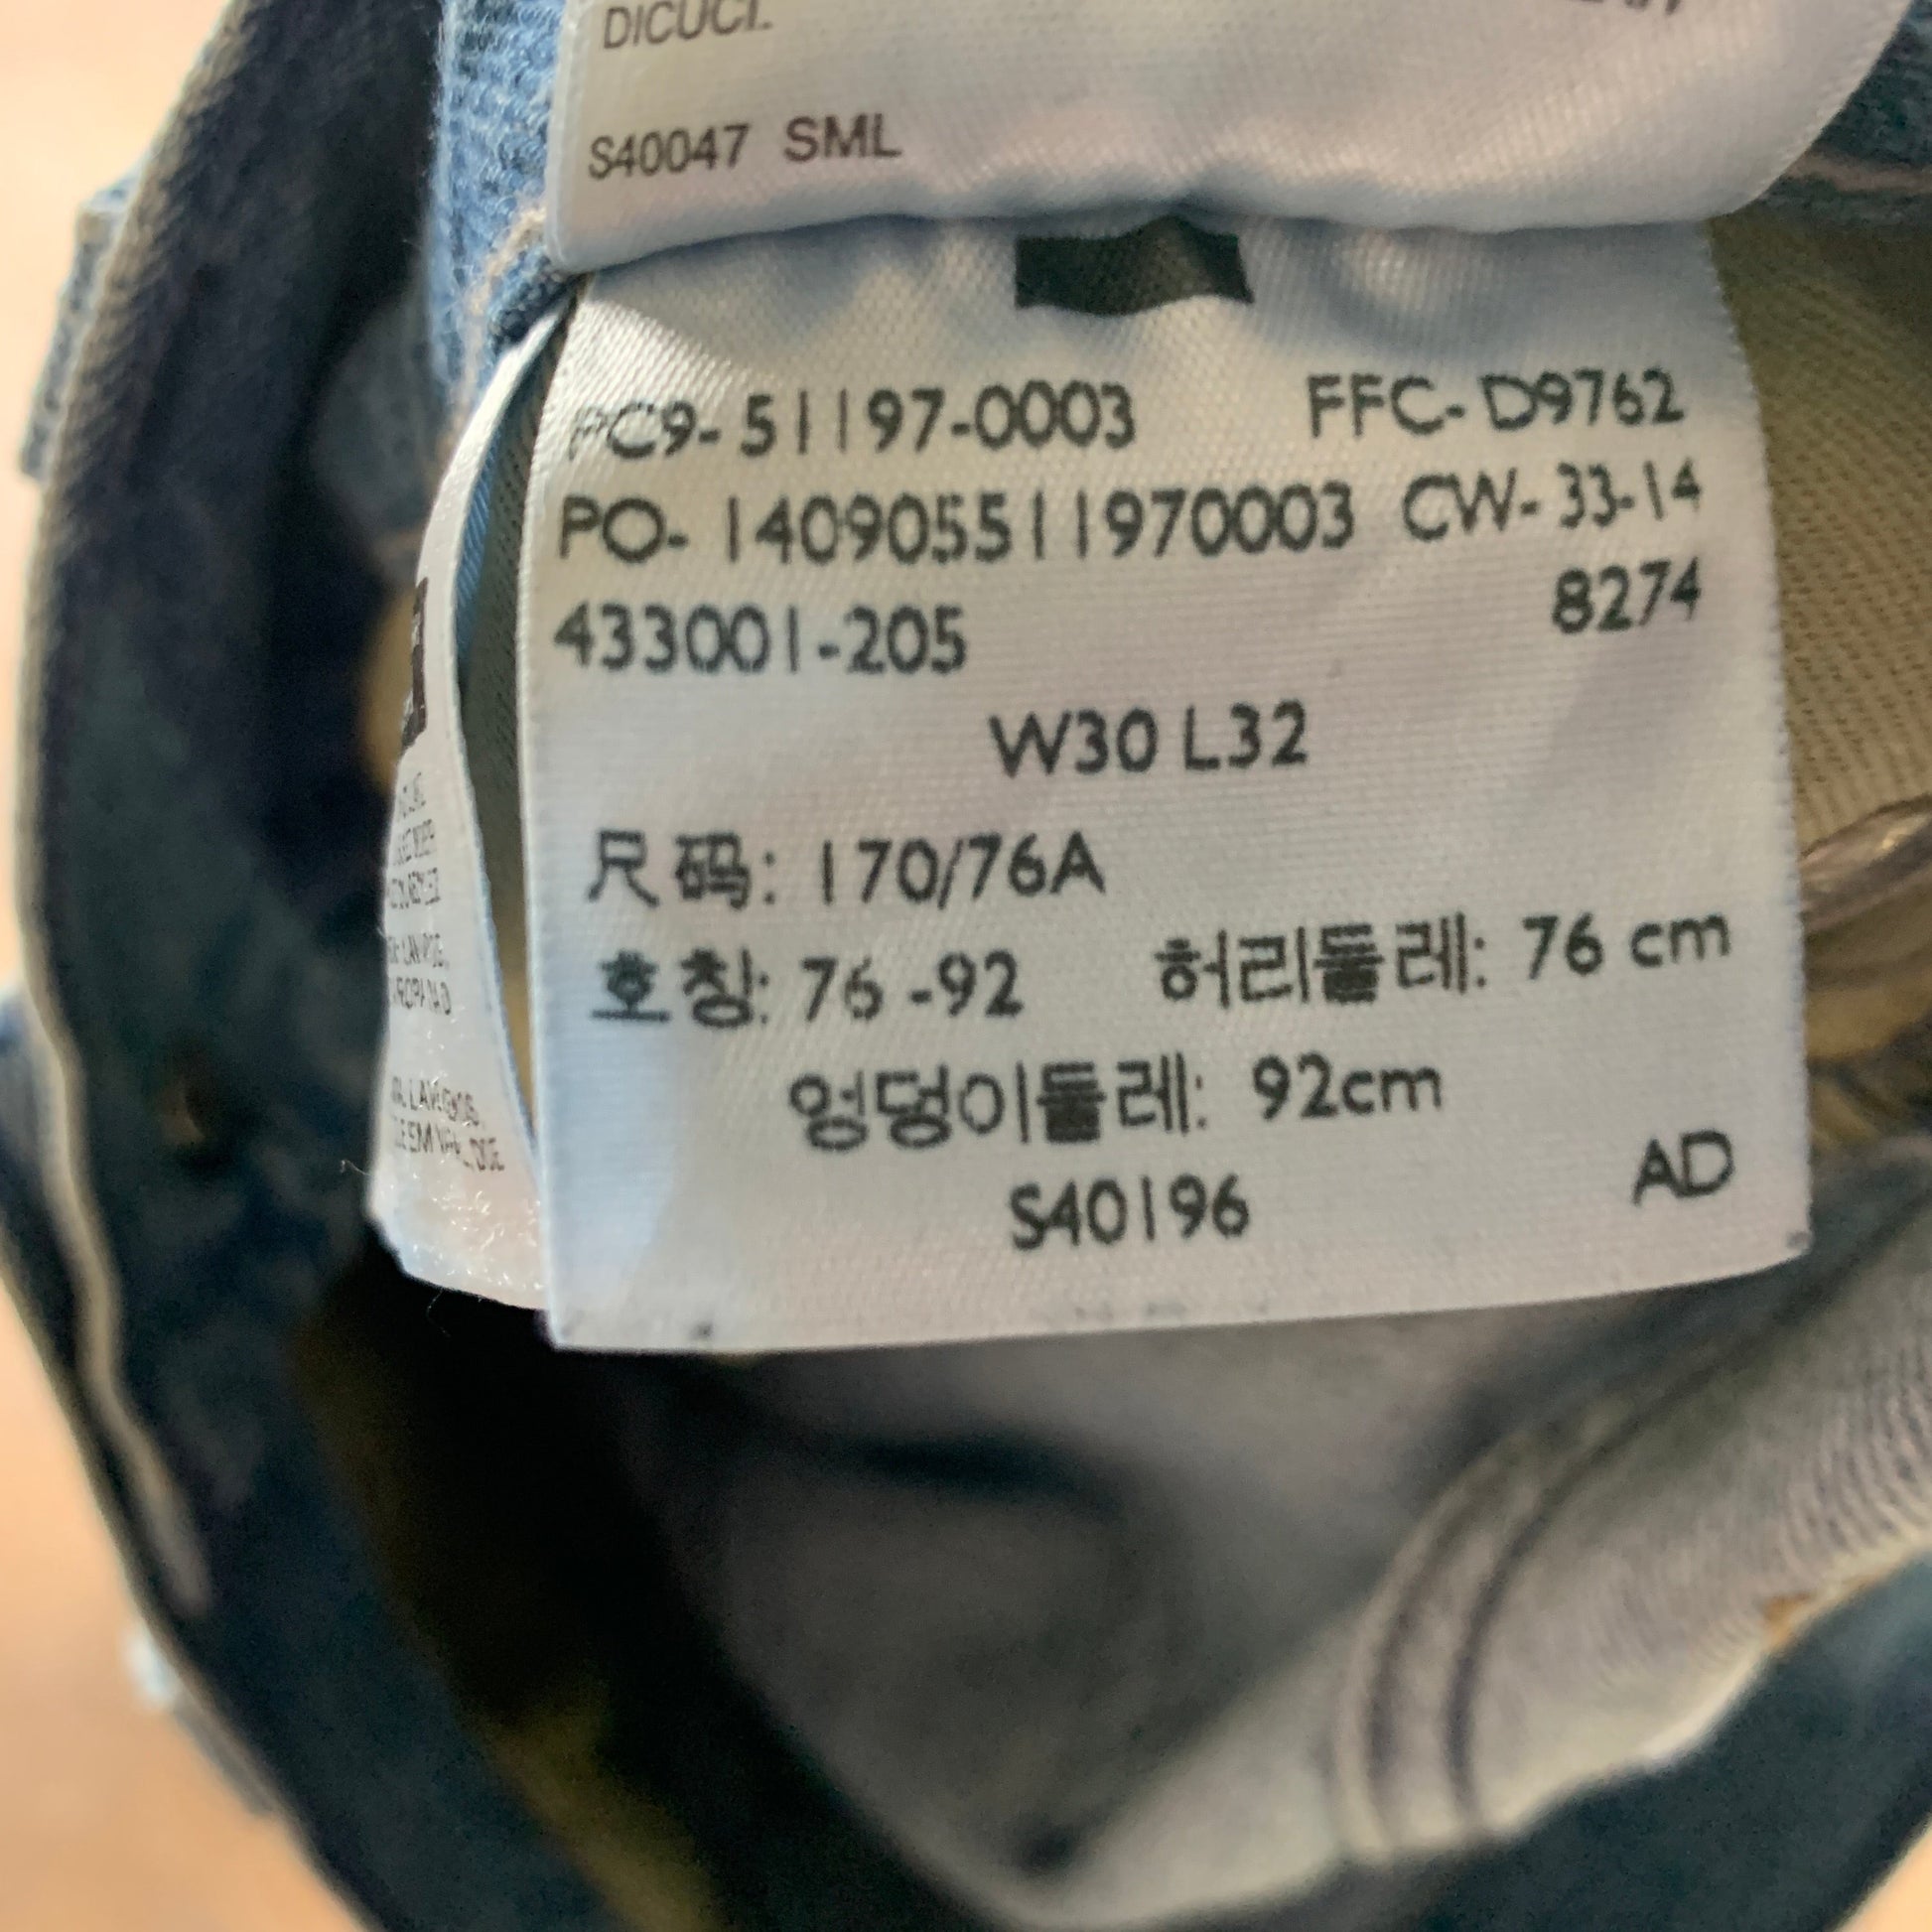 DICUCI.
S40047 SML
PC9- 51197-0003 FFC- D9762
PO- 140905511970003 CW- 33-14
433001-205 8274
W30 L32
尺码: 170/76A
호칭: 76 -92 허리둘레: 76 cm
엉덩이둘레: 92cm
S40196 AD